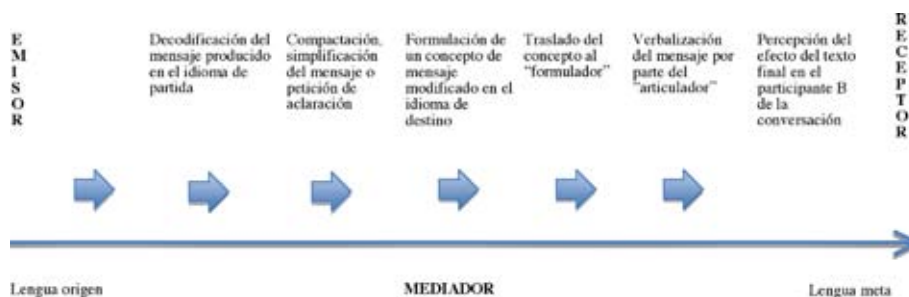 EMISOR
Decodificación del
mensaje producido
en el idioma de
partida
Compactación,
simplificación
del mensaje o
petición de
aclaración
Formulación de
un concepto de
mensaje
modificado en el
idioma de
destino
Traslado del
concepto al
"formulador"
Verbalización
del mensaje por
parte del
"articulador"
Percepción del
efecto del texto
final en el
participante B
de la
conversación
RECEPTOR
Lengua origen
MEDIADOR
Lengua meta